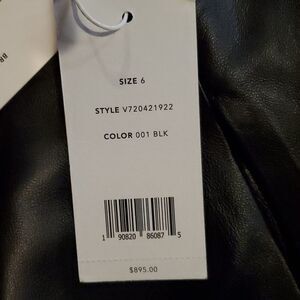 SIZE 6
STYLE V720421922
COLOR 001 BLK
1 90820 86087 5
$895.00